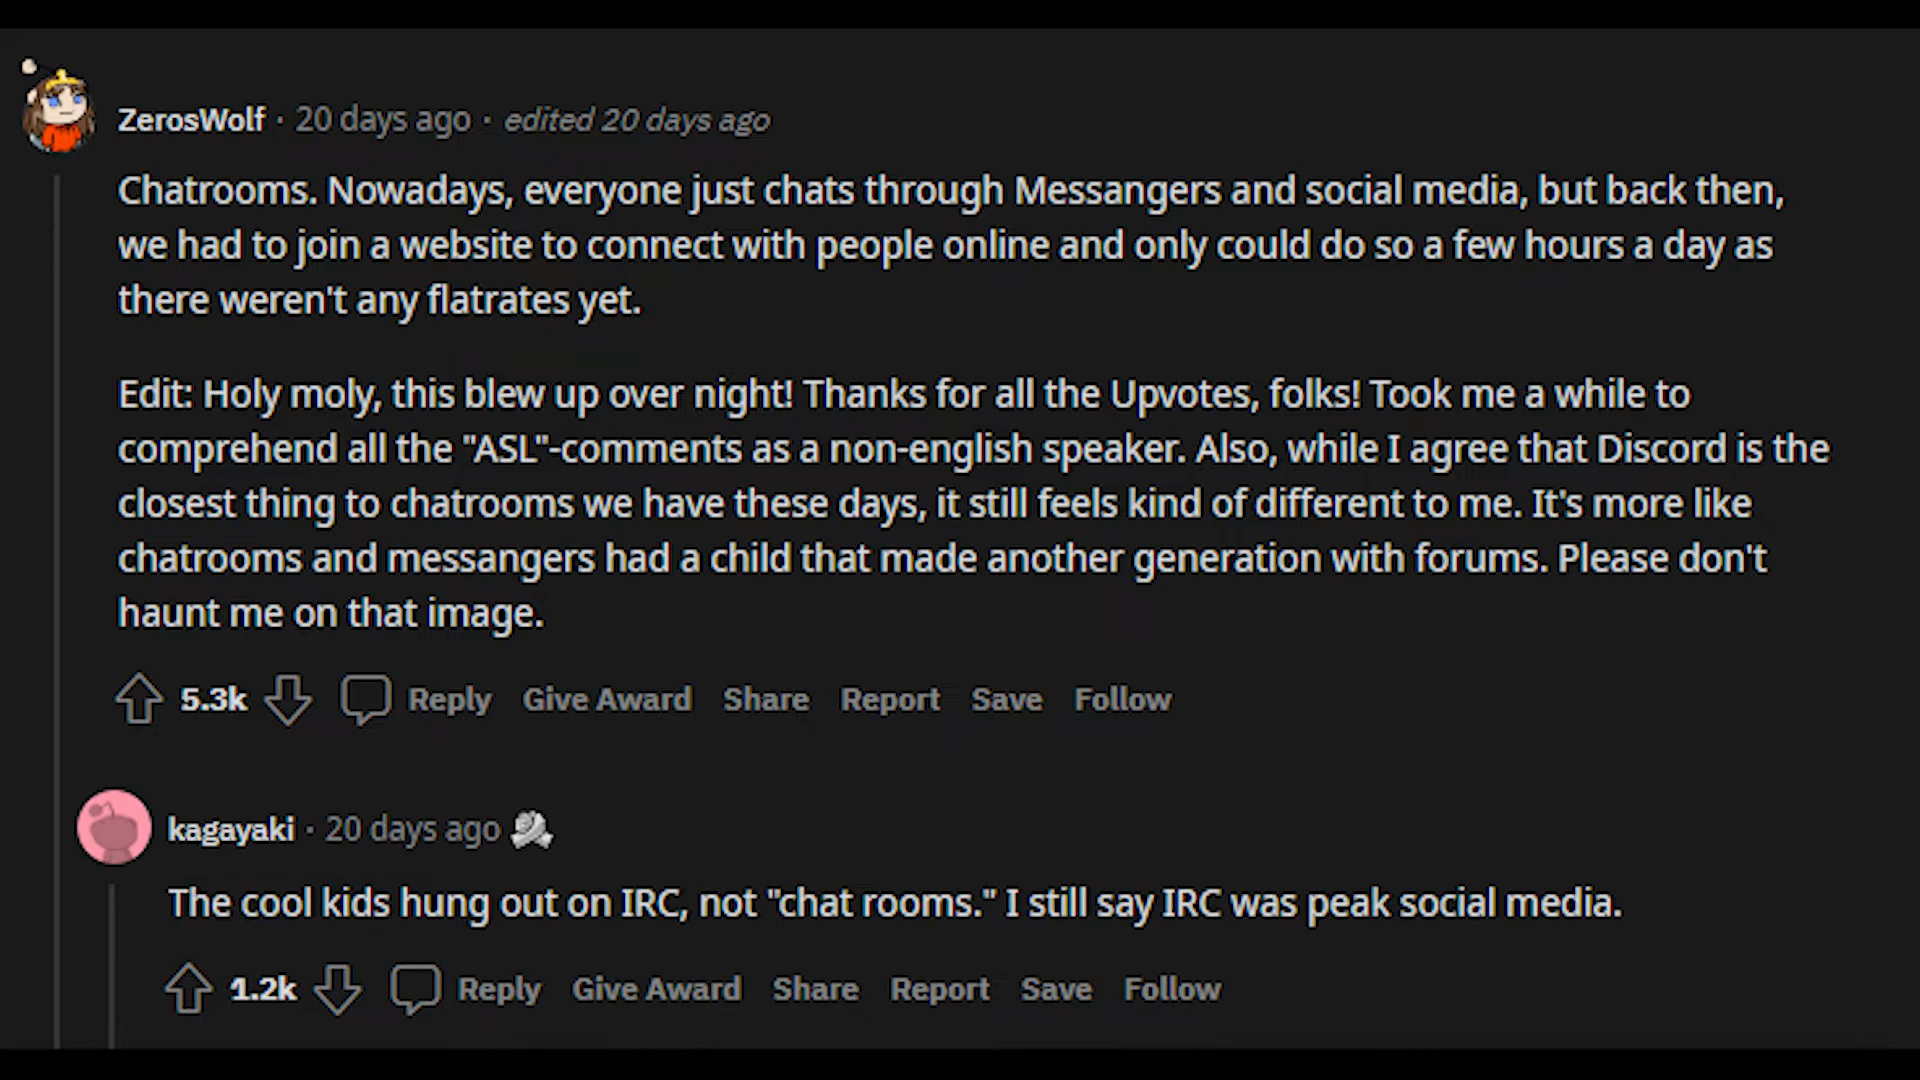 ZerosWolf · 20 days ago · edited 20 days ago
Chatrooms. Nowadays, everyone just chats through Messangers and social media, but back then,
we had to join a website to connect with people online and only could do so a few hours a day as
there weren't any flatrates yet.
Edit: Holy moly, this blew up over night! Thanks for all the Upvotes, folks! Took me a while to
comprehend all the "ASL"-comments as a non-english speaker. Also, while I agree that Discord is the
closest thing to chatrooms we have these days, it still feels kind of different to me. It's more like
chatrooms and messangers had a child that made another generation with forums. Please don't
haunt me on that image.
5.3k Reply Give Award Share Report Save Follow
kagayaki · 20 days ago
The cool kids hung out on IRC, not "chat rooms." I still say IRC was peak social media.
1.2k Reply Give Award Share Report Save Follow